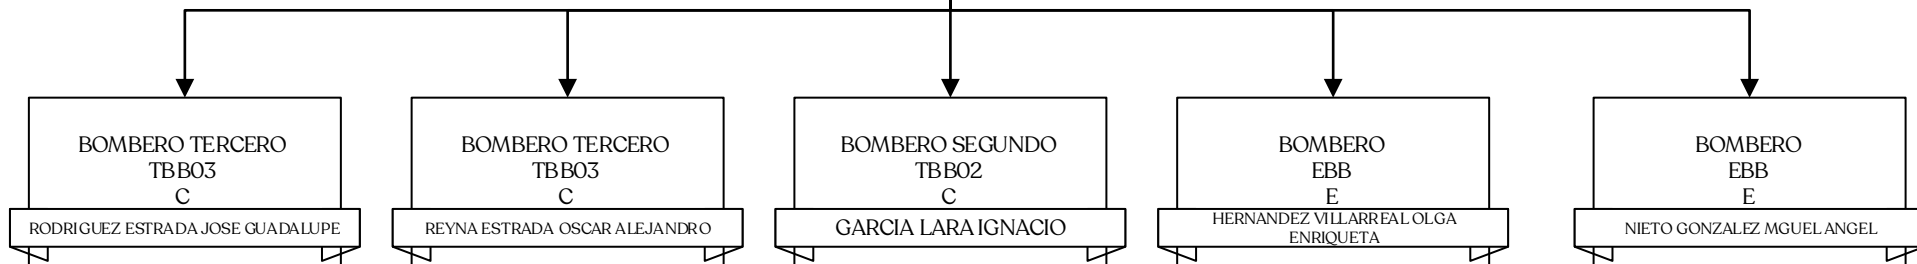 BOMBERO TERCERO
TBB03
C
RODRIGUEZ ESTRADA JOSE GUADALUPE
BOMBERO TERCERO
TBB03
C
REYNA ESTRADA OSCAR ALEJANDRO
BOMBERO SEGUNDO
TBB02
C
GARCIA LARA IGNACIO
BOMBERO
EBB
E
HERNANDEZ VILLARREAL OLGA
ENRIQUETA
BOMBERO
EBB
E
NIETO GONZALEZ MGUEL ANGEL